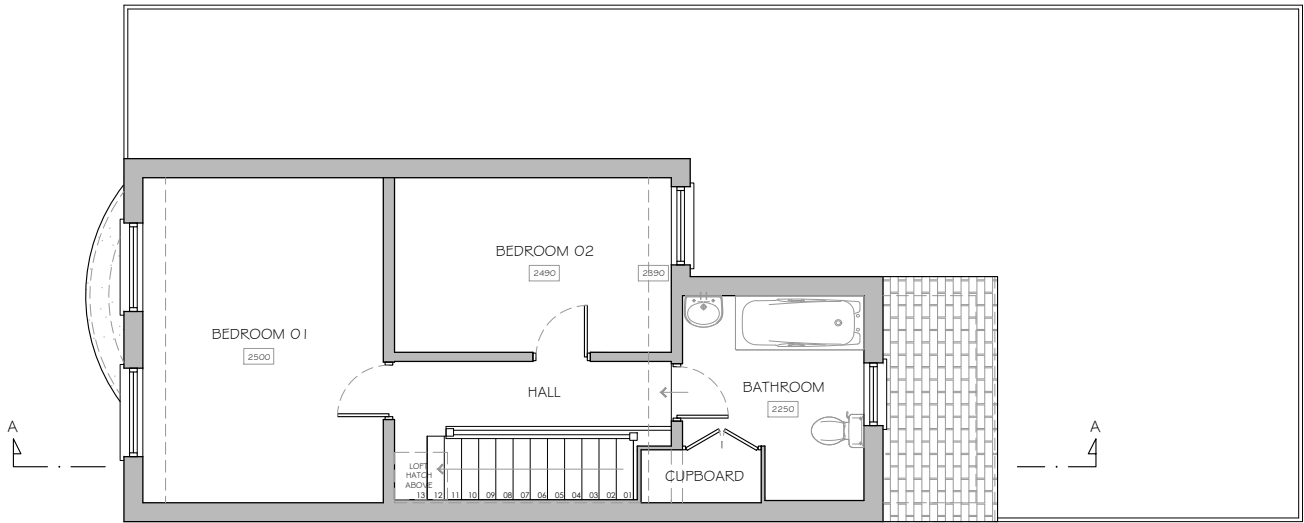 BEDROOM 02
2490
2390
BEDROOM 01
2500
HALL
BATHROOM
2250
A
A
LOFT
HATCH
ABOVE
CUPBOARD
13 12 11 10 09 08 07 06 05 04 03 02 01